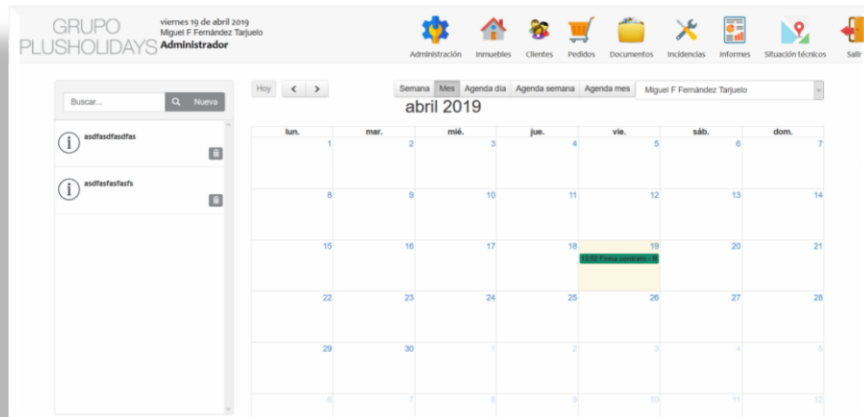 GRUPO
PLUSHOLIDAYS
viernes 19 de abril 2019
Miguel F Fernández Tarjuelo
Administrador
Administración Inmuebles Clientes Pedidos Documentos Incidencias Informes Situación técnicos Salir
Buscar... Nueva
asdfasdfasdfas
asdfasfasfasfs
Hoy Semana Mes Agenda día Agenda semana Agenda mes Miguel F Fernández Tarjuelo
abril 2019
lun. mar. mié. jue. vie. sáb. dom.
1 2 3 4 5 6 7
8 9 10 11 12 13 14
15 16 17 18 19 20 21
Firma contrato - R
22 23 24 25 26 27 28
29 30 1 2 3 4 5
6 7 8 9 10 11 12